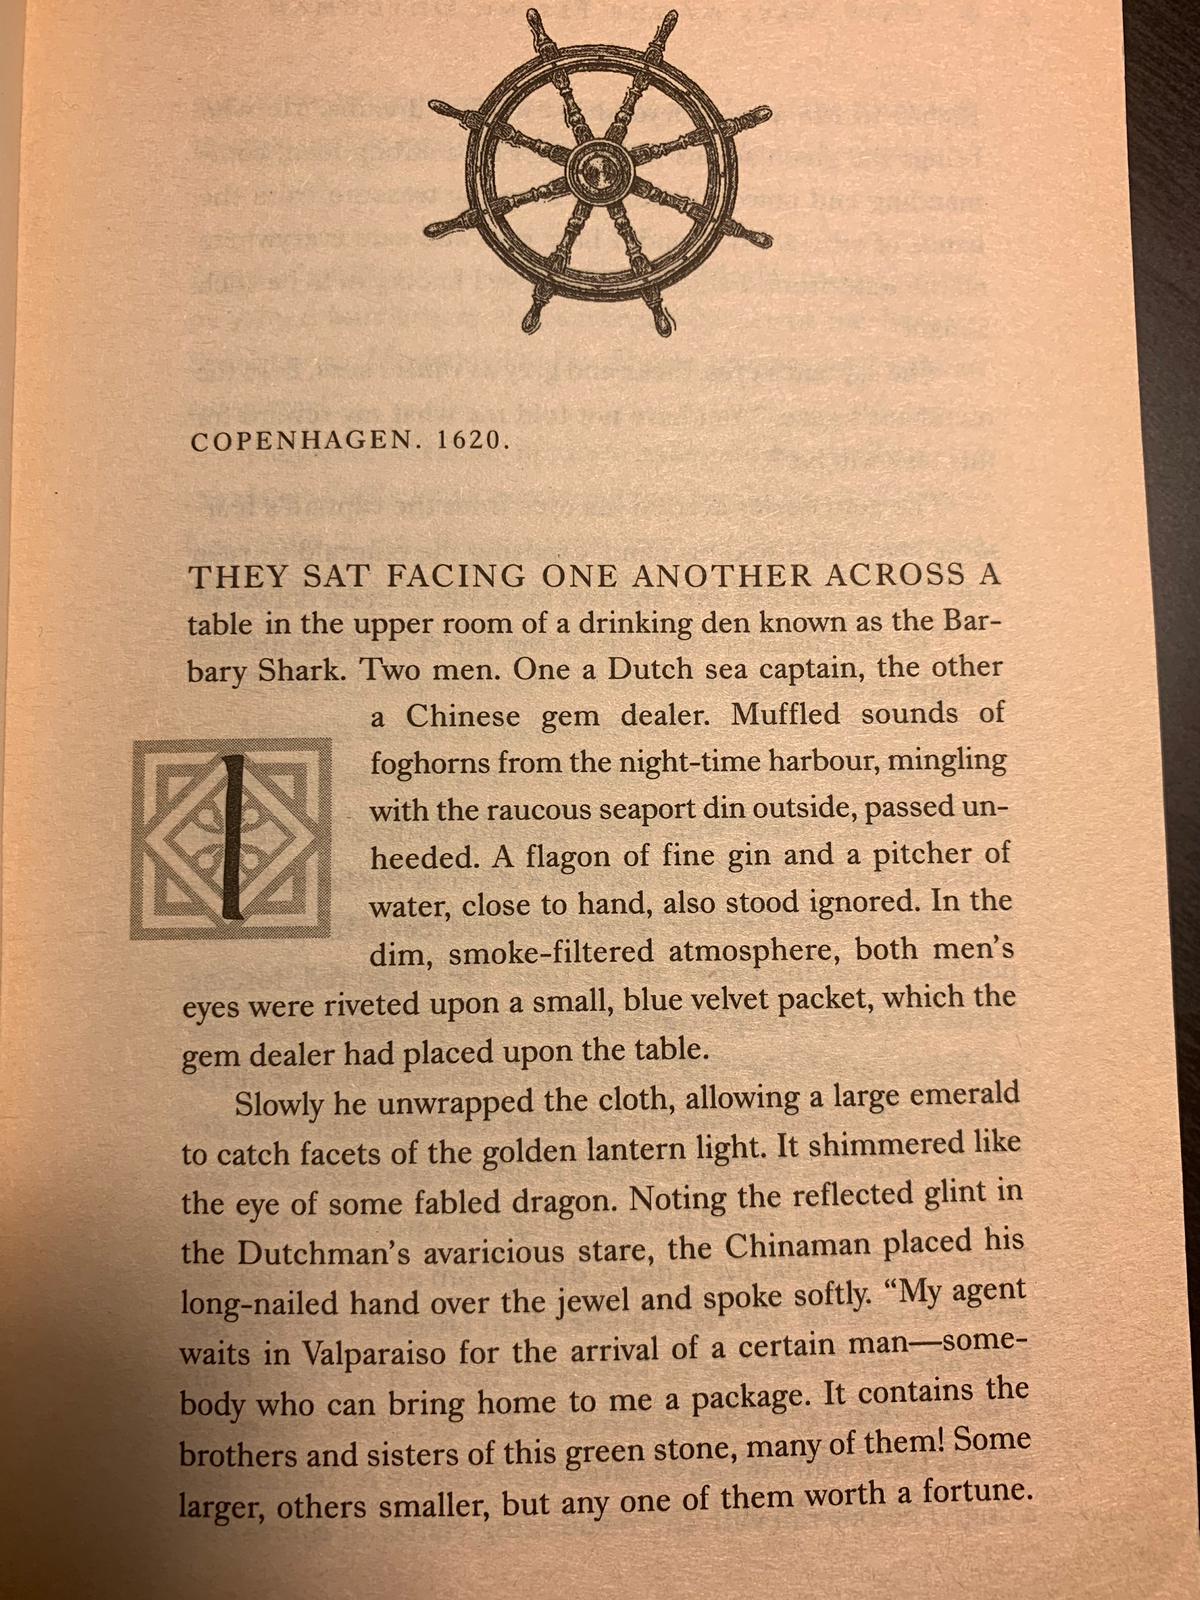 COPENHAGEN. 1620.
THEY SAT FACING ONE ANOTHER ACROSS A
table in the upper room of a drinking den known as the Bar-
bary Shark. Two men. One a Dutch sea captain, the other
a Chinese gem dealer. Muffled sounds of
foghorns from the night-time harbour, mingling
with the raucous seaport din outside, passed un-
heeded. A flagon of fine gin and a pitcher of
water, close to hand, also stood ignored. In the
dim, smoke-filtered atmosphere, both men's
1
eyes were riveted upon a small, blue velvet packet, which the
gem dealer had placed upon the table.
Slowly he unwrapped the cloth, allowing a large emerald
to catch facets of the golden lantern light. It shimmered like
the eye of some fabled dragon. Noting the reflected glint in
the Dutchman's avaricious stare, the Chinaman placed his
long-nailed hand over the jewel and spoke softly. “My agent
waits in Valparaiso for the arrival of a certain man—some-
body who can bring home to me a package. It contains the
brothers and sisters of this green stone, many of them! Some
larger, others smaller, but any one of them worth a fortune.